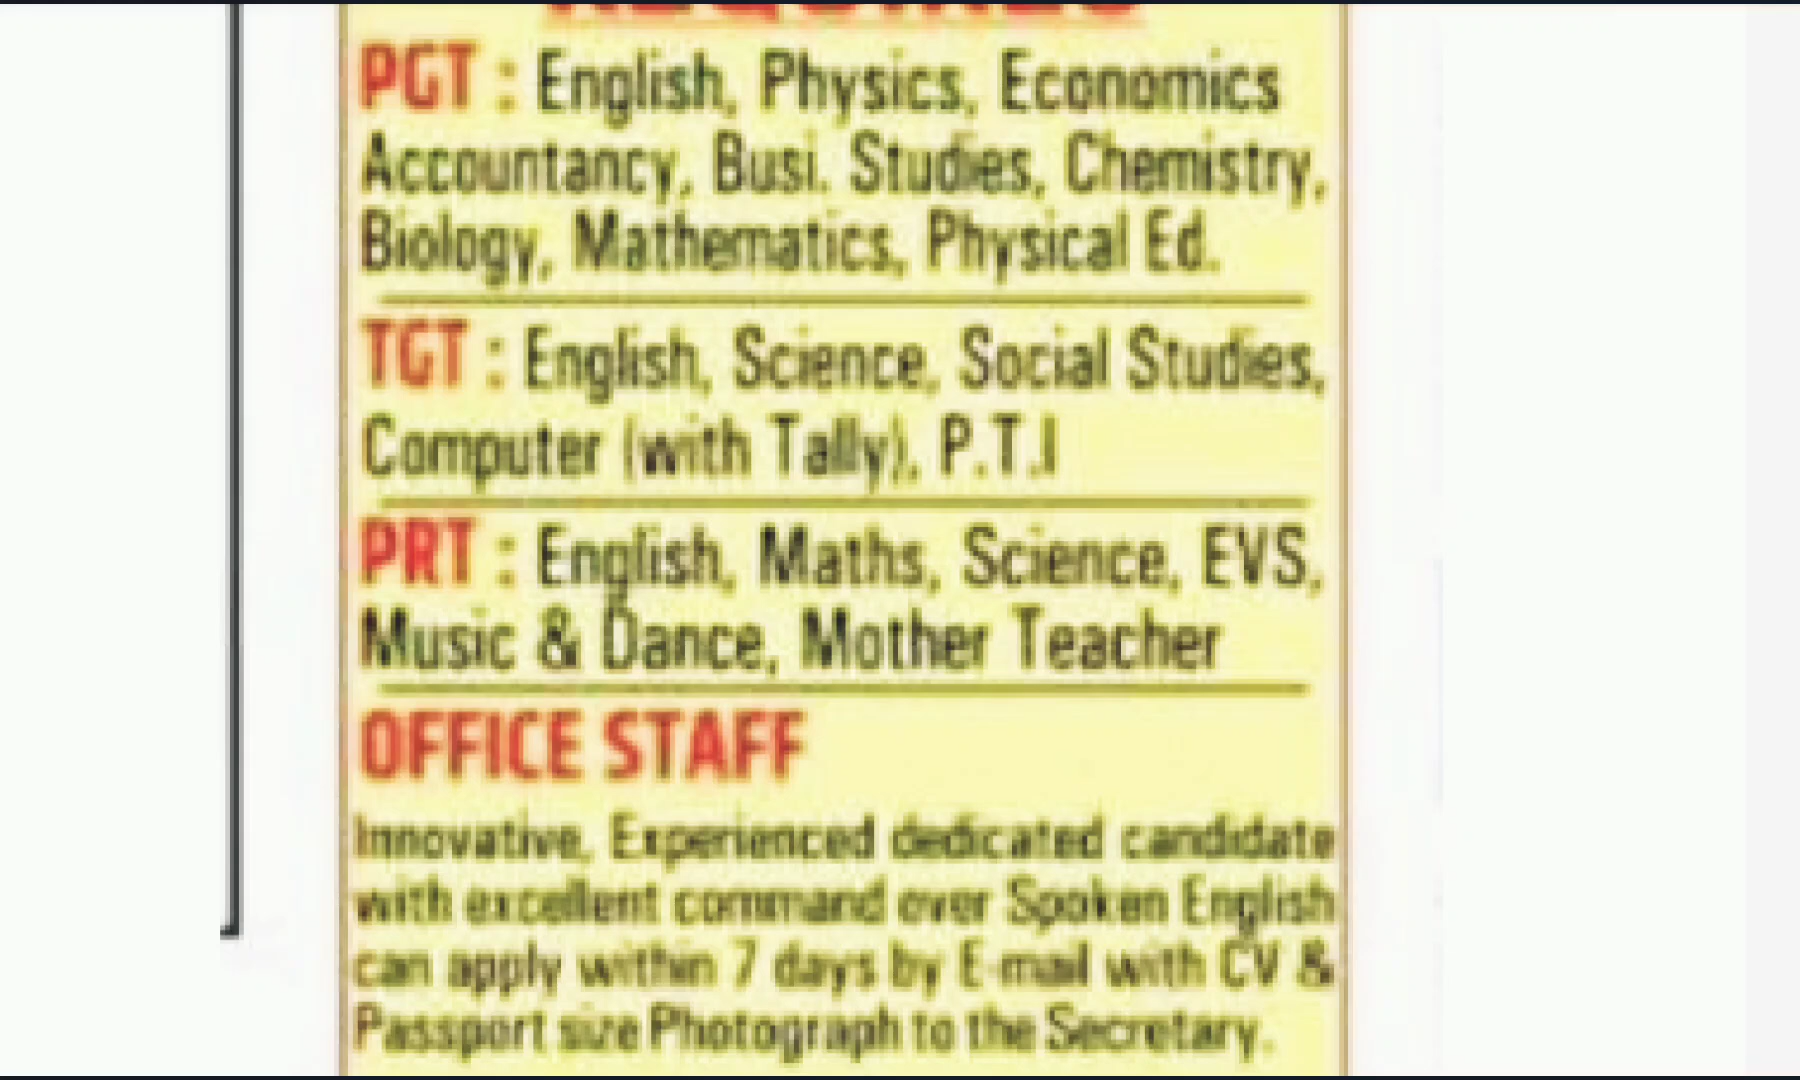 REQUIRES
PGT : English, Physics, Economics
Accountancy, Busi. Studies, Chemistry,
Biology, Mathematics, Physical Ed.
TGT : English, Science, Social Studies,
Computer (with Tally), P.T.I
PRT : English, Maths, Science, EVS,
Music & Dance, Mother Teacher
OFFICE STAFF
Innovative, Experienced dedicated candidate
with excellent command over Spoken English
can apply within 7 days by E-mail with CV &
Passport size Photograph to the Secretary.